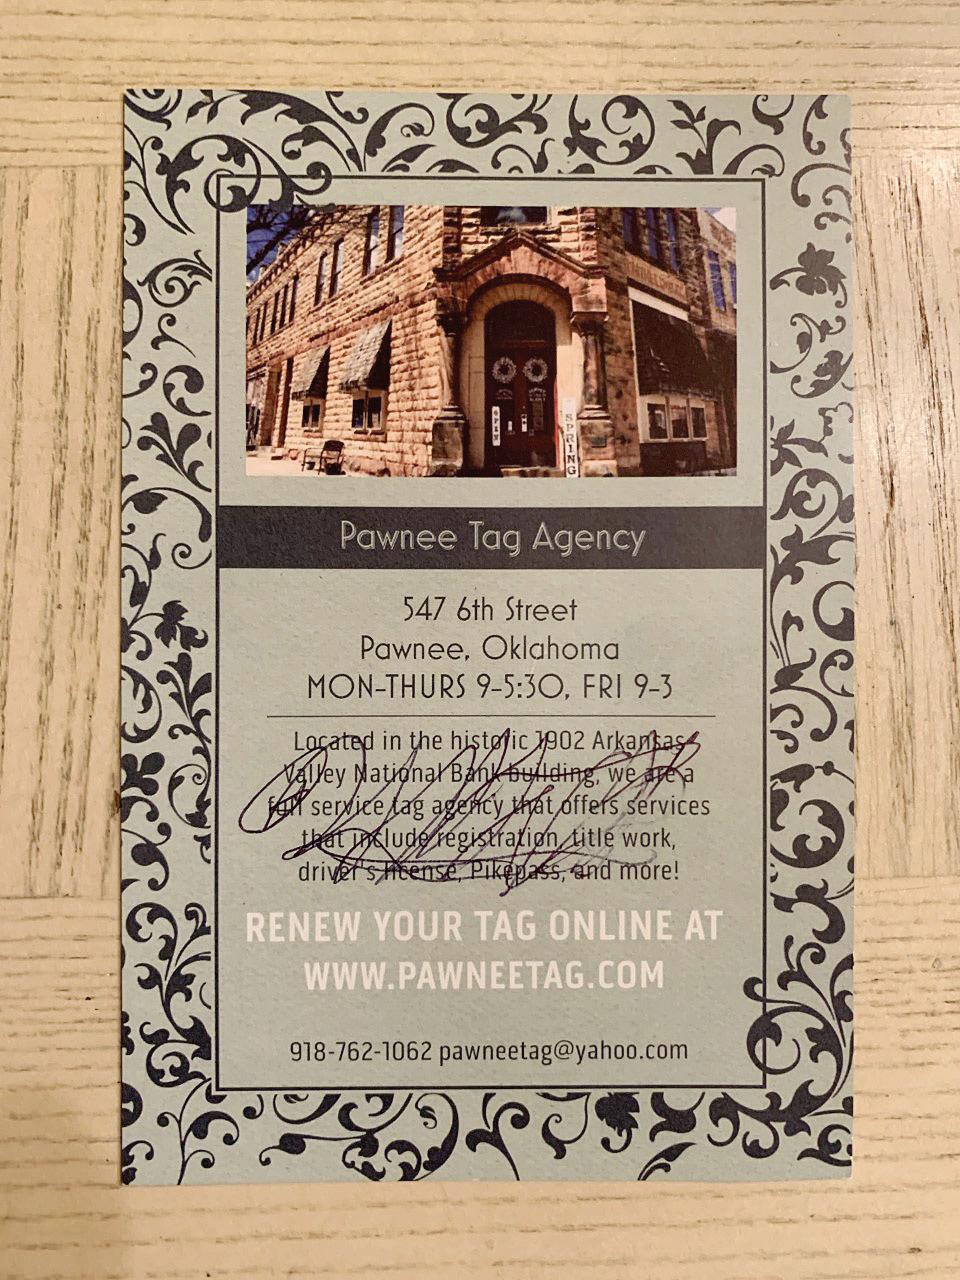 OPEN
SPRING
Pawnee Tag Agency
547 6th Street
Pawnee, Oklahoma
MON-THURS 9-5:30, FRI 9-3
Located in the historic 1902 Arkansas
Valley National Bank building, we are a
full service tag agency that offers services
that include registration, title work,
driver's license, Pikepass, and more!
RENEW YOUR TAG ONLINE AT
WWW.PAWNEETAG.COM
918-762-1062 pawneetag@yahoo.com